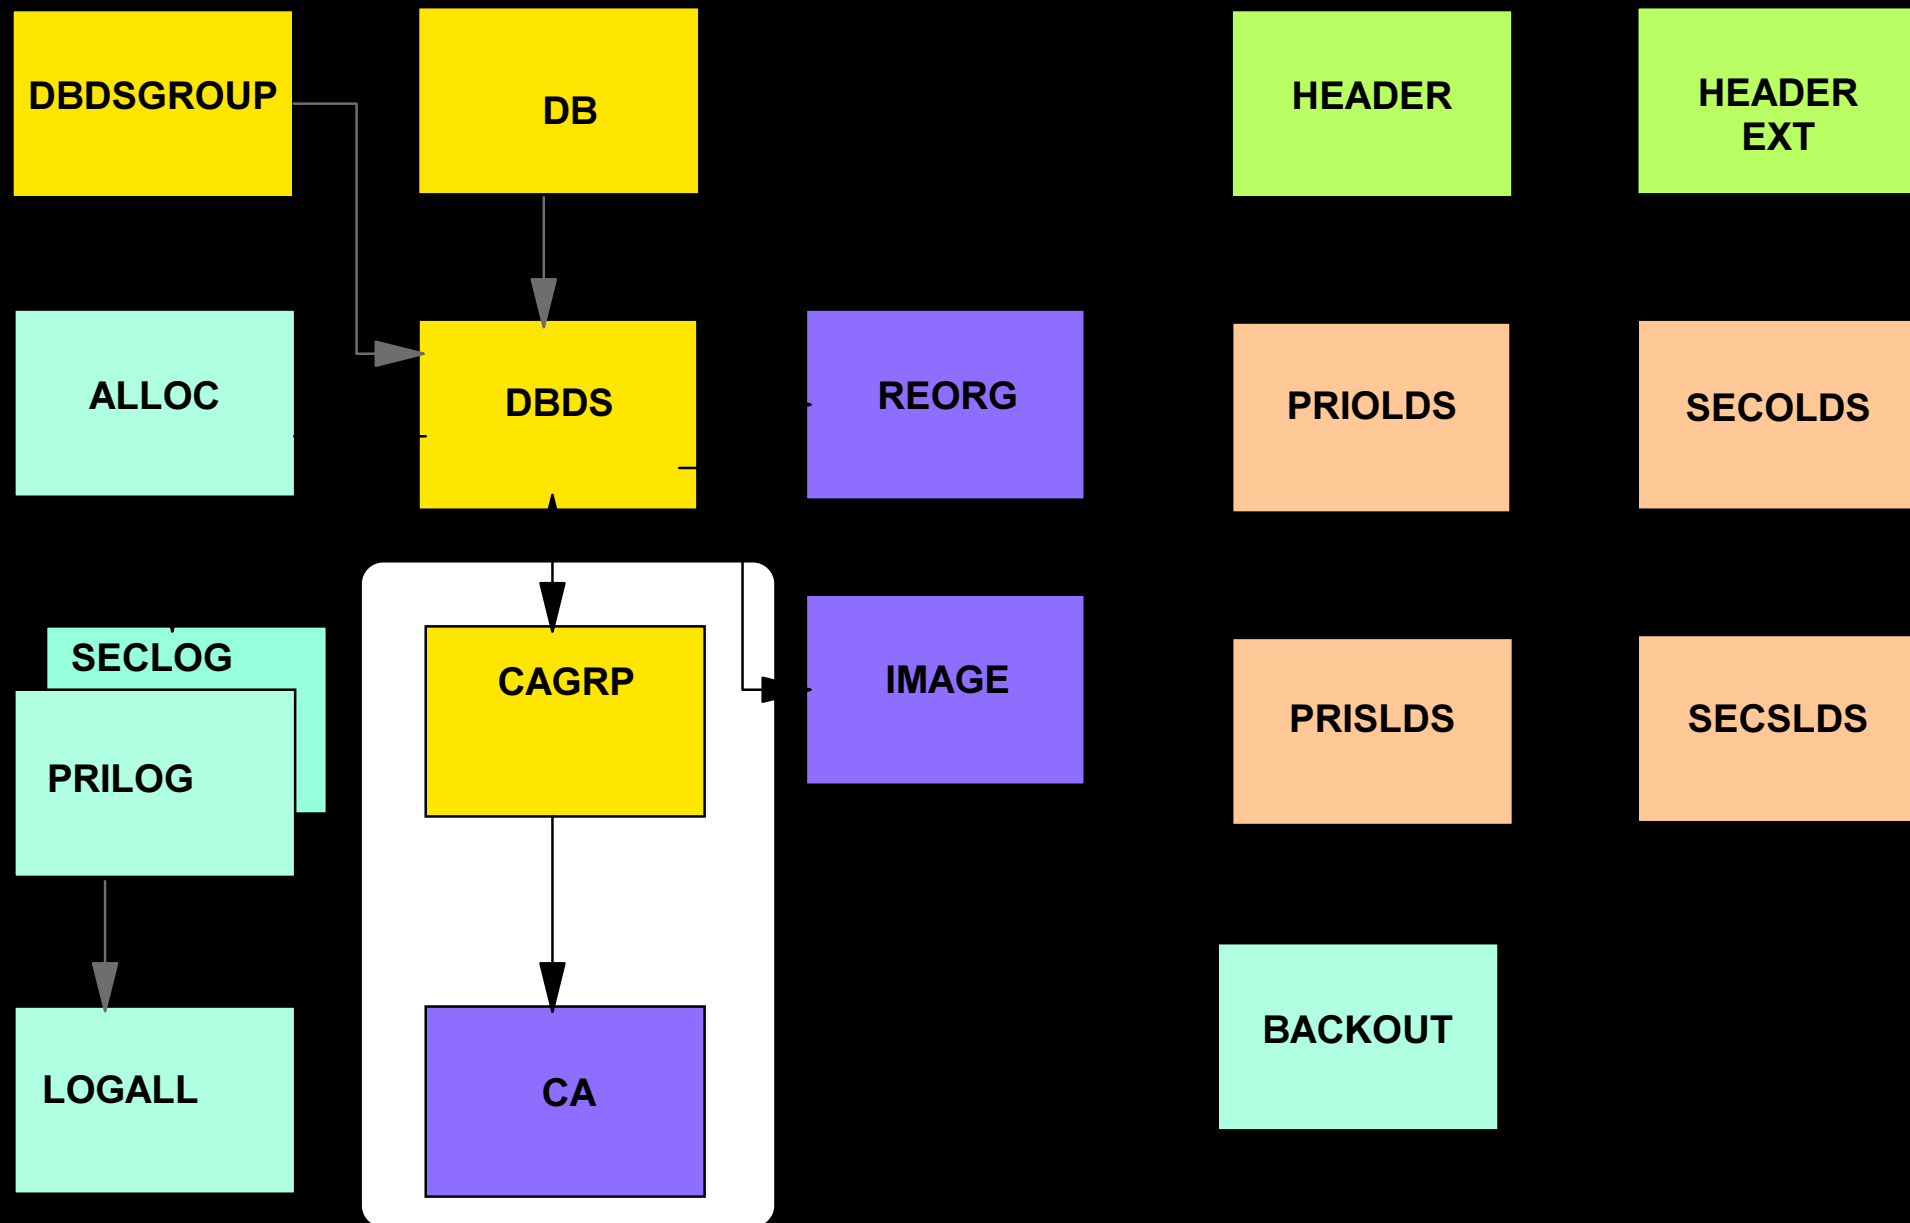 DBDSGROUP
DB
HEADER
HEADER
EXT
ALLOC
DBDS
REORG
PRIOLDS
SECOLDS
SECLOG
CAGRP
IMAGE
PRISLDS
SECSLDS
PRILOG
BACKOUT
LOGALL
CA